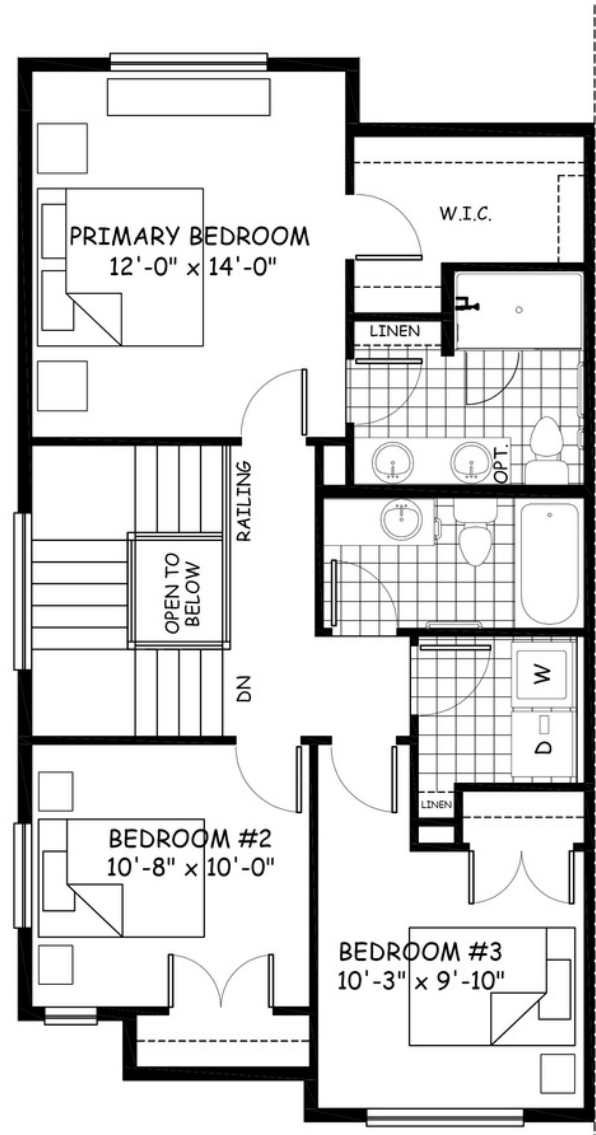 W.I.C.
PRIMARY BEDROOM
12'-0" x 14'-0"
LINEN
OPT.
RAILING
OPEN TO
BELOW
DN
W
D
LINEN
BEDROOM #2
10'-8" x 10'-0"
BEDROOM #3
10'-3" x 9'-10"